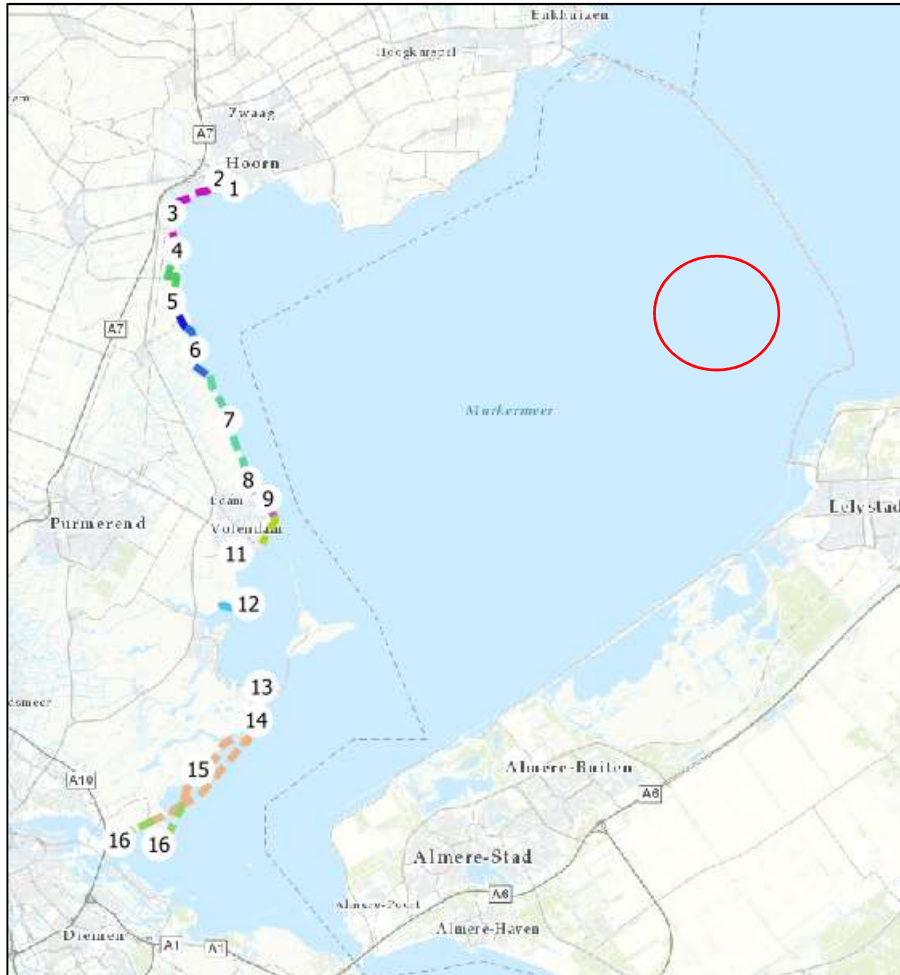 Enkhuizen
Hoogkarspel
Zwaag
A7
Hoorn
2
1
3
4
5
A7
6
Markermeer
7
8
Edam
9
Purmerend
Volendam
Lelystad
11
12
13
14
15
A10
Almere-Buiten
A6
16
16
Almere-Stad
A6
Almere-Poort
Almere-Haven
Diemen
A1
A1